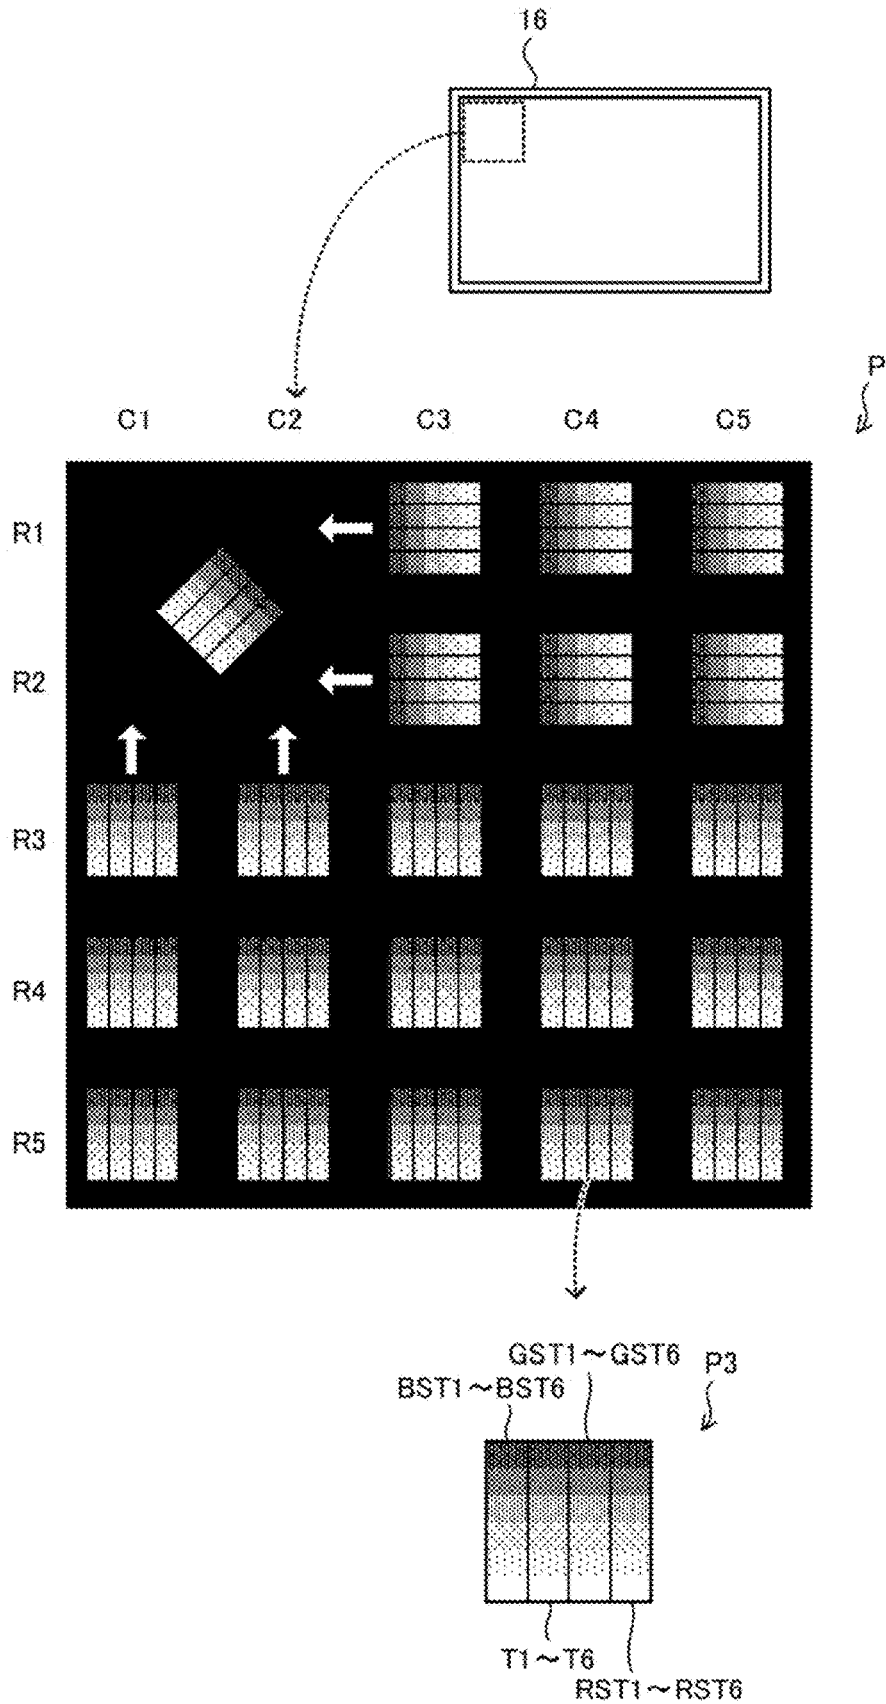 16
P
C1 C2 C3 C4 C5
R1
R2
R3
R4
R5
GST1～GST6
P3
BST1～BST6
T1～T6
RST1～RST6